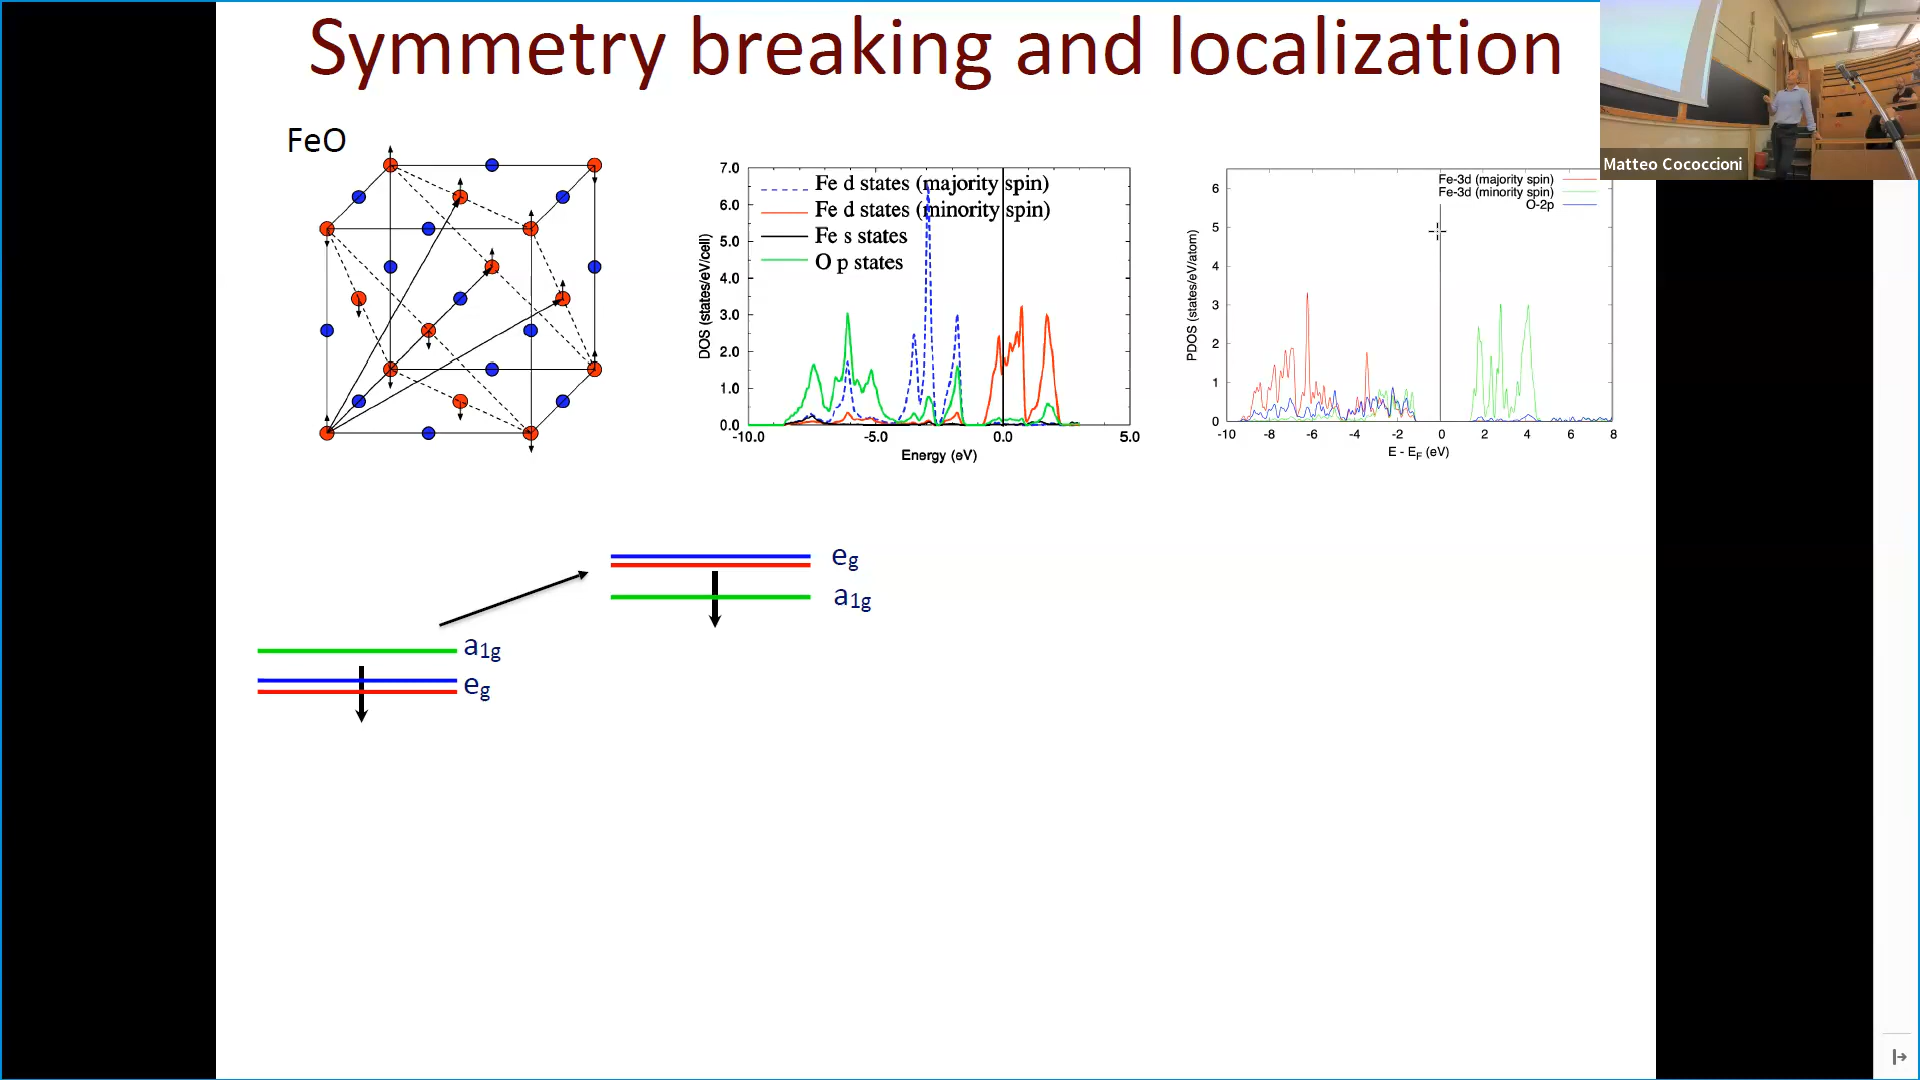 Symmetry breaking and localization
Matteo Cococcioni
FeO
7.0
6.0
5.0
4.0
3.0
2.0
1.0
0.0
DOS (states/eV/cell)
Fe d states (majority spin)
Fe d states (minority spin)
Fe s states
O p states
-10.0 -5.0 0.0 5.0
Energy (eV)
Fe-3d (majority spin)
Fe-3d (minority spin)
O-2p
6
5
4
3
2
1
0
PDOS (states/eV/atom)
-10 -8 -6 -4 -2 0 2 4 6 8
E - EF (eV)
eg
a1g
a1g
eg